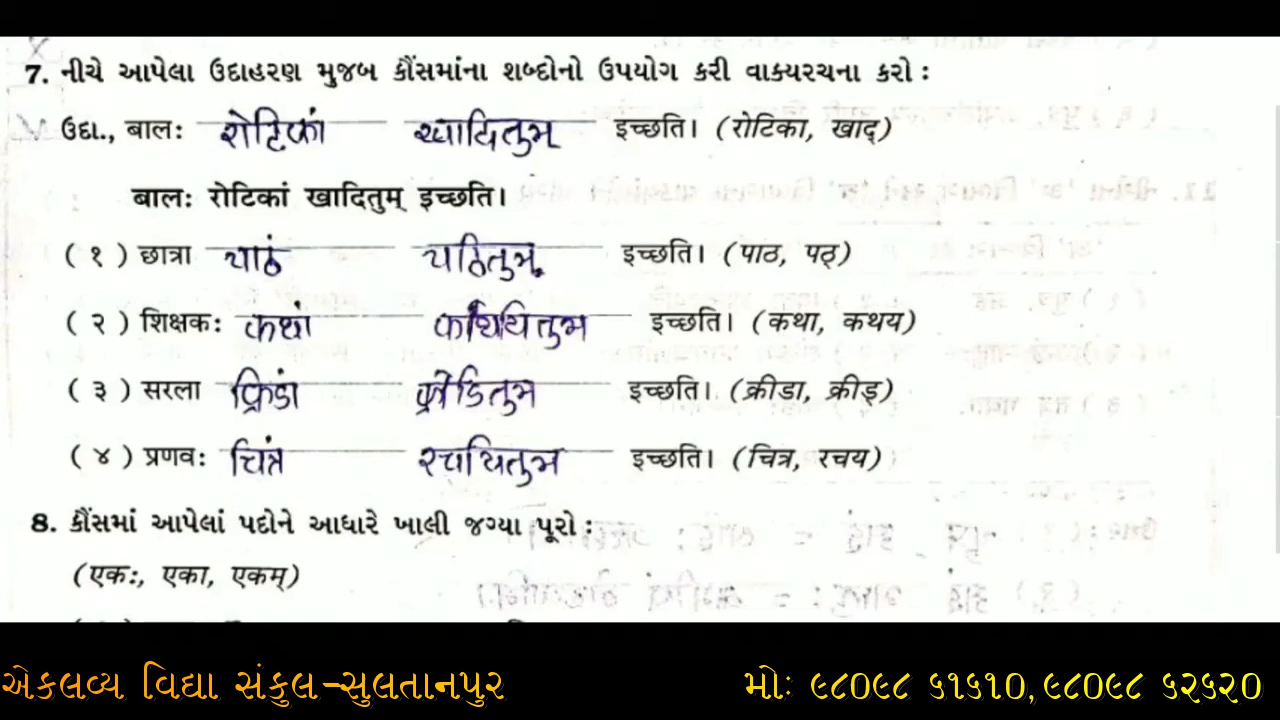 7. નીચે આપેલા ઉદાહરણ મુજબ કૌંસમાંના શબ્દોનો ઉપયોગ કરી વાક્યરચના કરો :
ઉદા., बालः रोटिकां खादितुम् इच्छति। (रोटिका, खाद्)
बालः रोटिकां खादितुम् इच्छति।
( १ ) छात्रा पाठं पठितुम् इच्छति। (पाठ, पठ्)
( २ ) शिक्षकः कथां कथयितुम इच्छति। (कथा, कथय)
( ३ ) सरला क्रिडां क्रीडितुम इच्छति। (क्रीडा, क्रीड्)
( ४ ) प्रणवः चित्रं रचयितुम इच्छति। (चित्र, रचय)
8. કૌંસમાં આપેલાં પદોને આધારે ખાલી જગ્યા પૂરો :
(एकः, एका, एकम्)
એકલવ્ય વિદ્યા સંકુલ-સુલતાનપુર મોઃ ૯૮૦૯૮ ૬૧૬૧૦, ૯૮૦૯૮ ૬૨૬૨૦